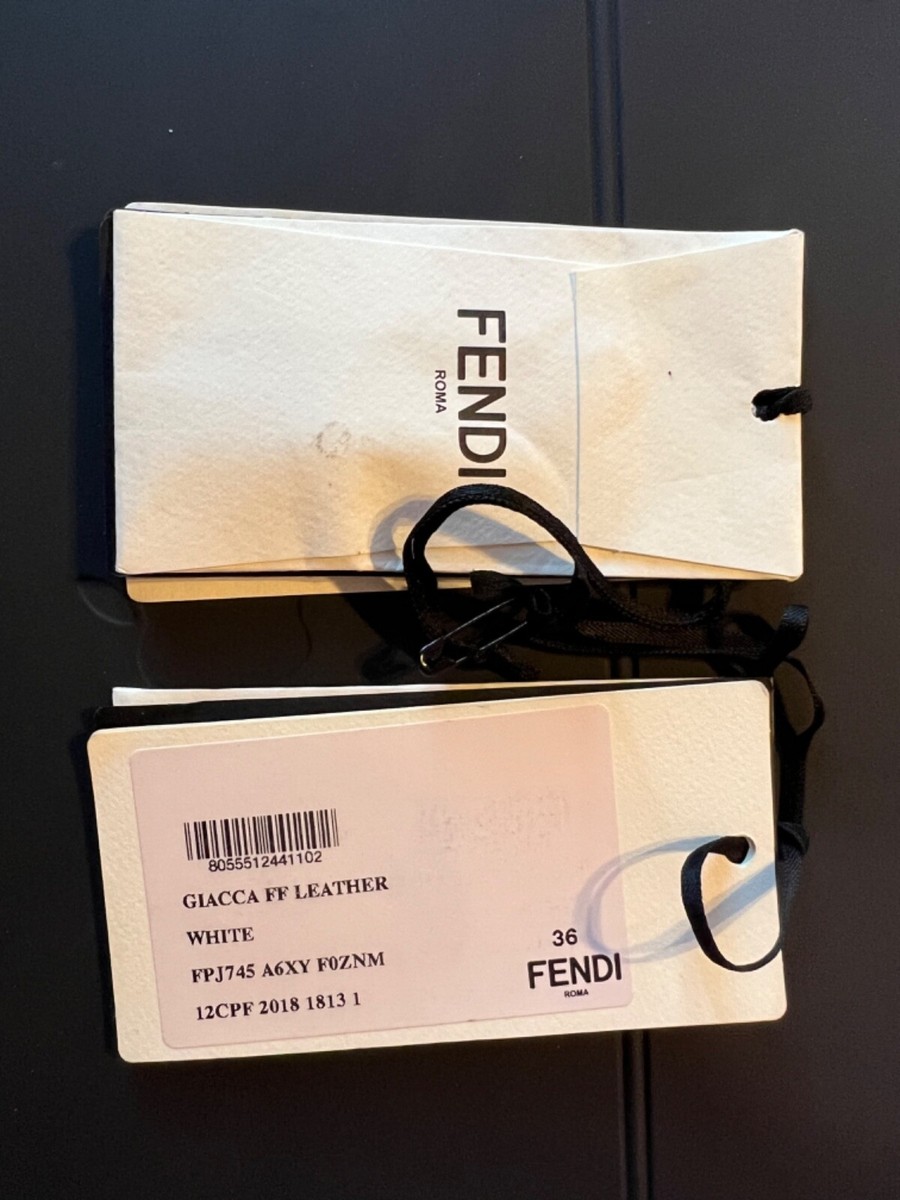 FENDI
ROMA
8055512441102
GIACCA FF LEATHER
WHITE
FPJ745 A6XY F0ZNM
12CPF 2018 1813 1
36
FENDI
ROMA